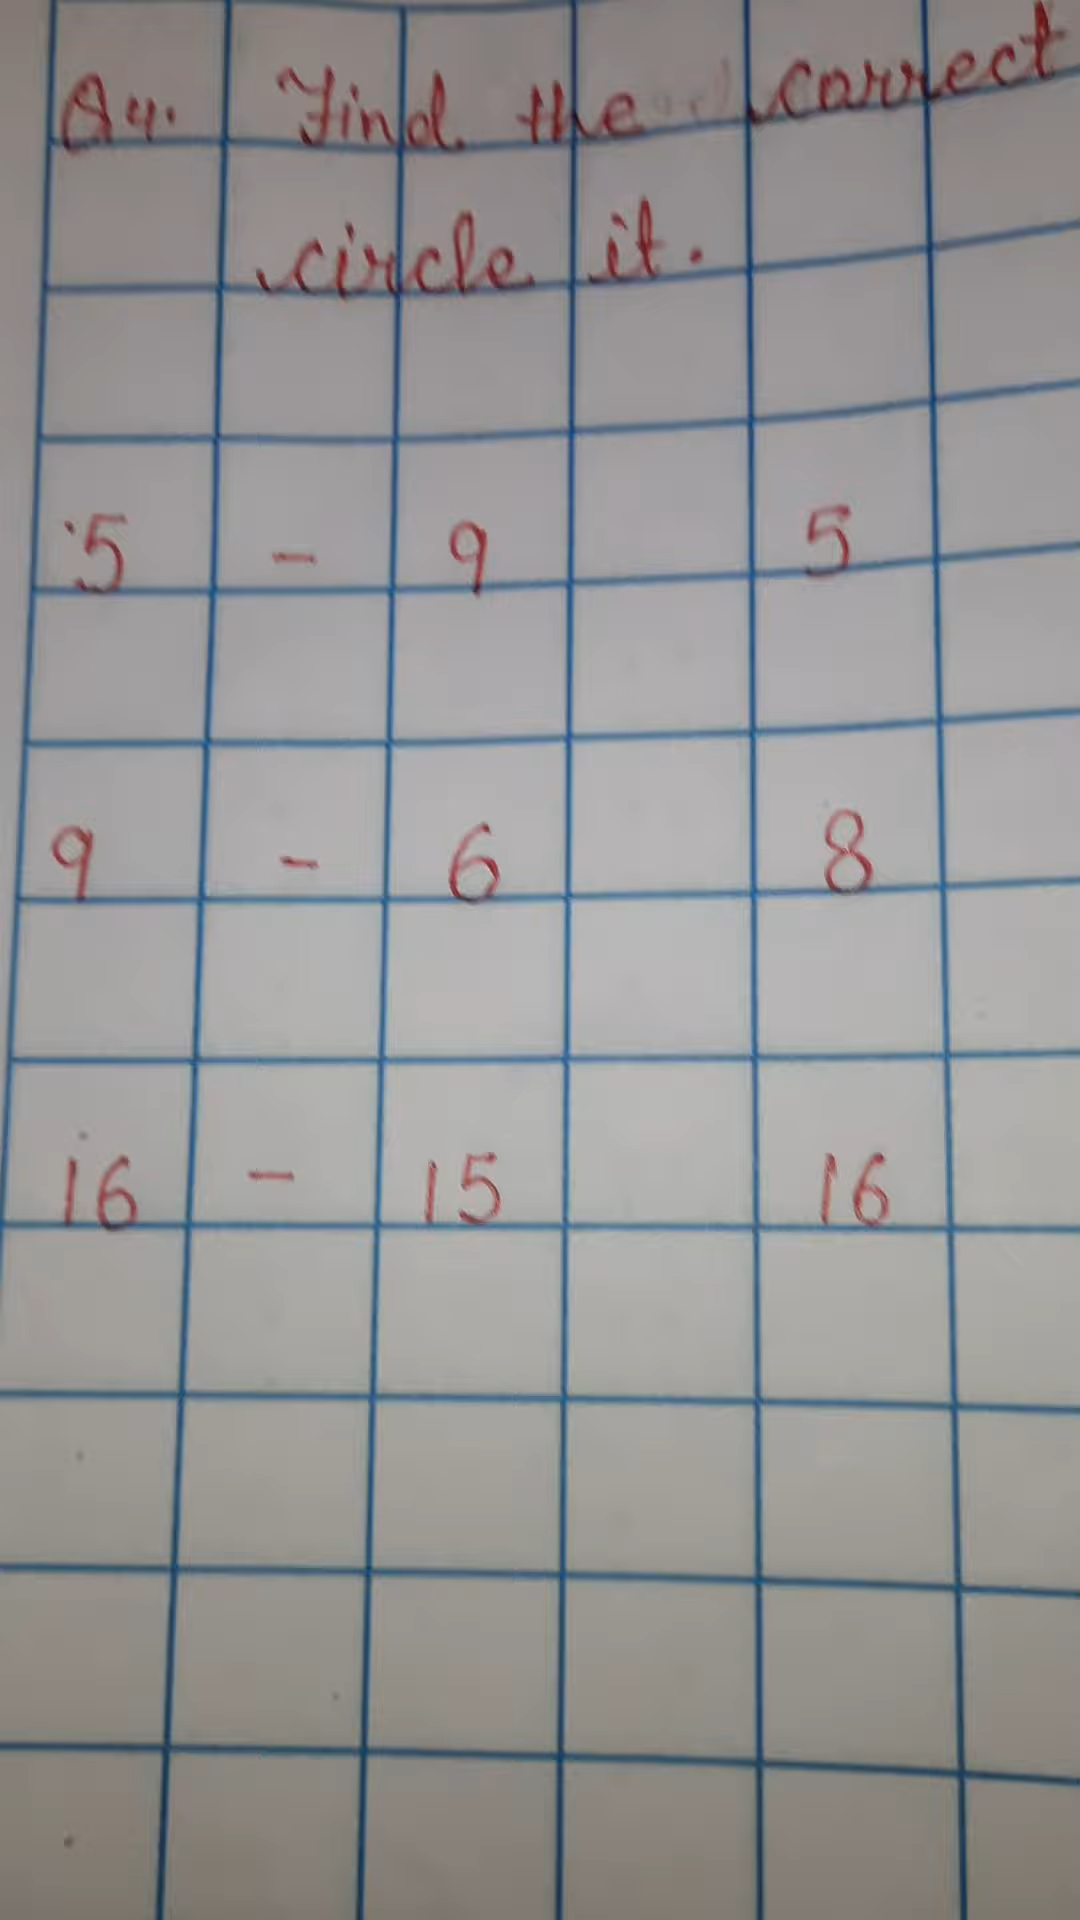 Q4. Find the correct
circle it.
5 - 9 5
9 - 6 8
16 - 15 16